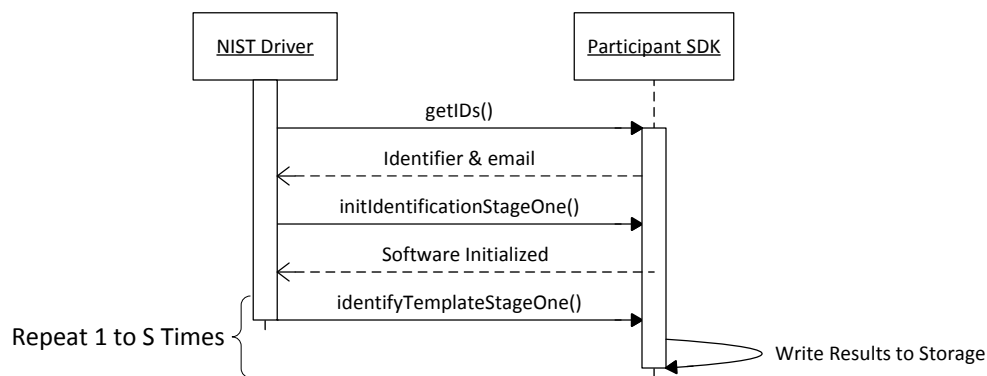 NIST Driver
Participant SDK
getIDs()
Identifier & email
initIdentificationStageOne()
Software Initialized
identifyTemplateStageOne()
Repeat 1 to S Times
Write Results to Storage